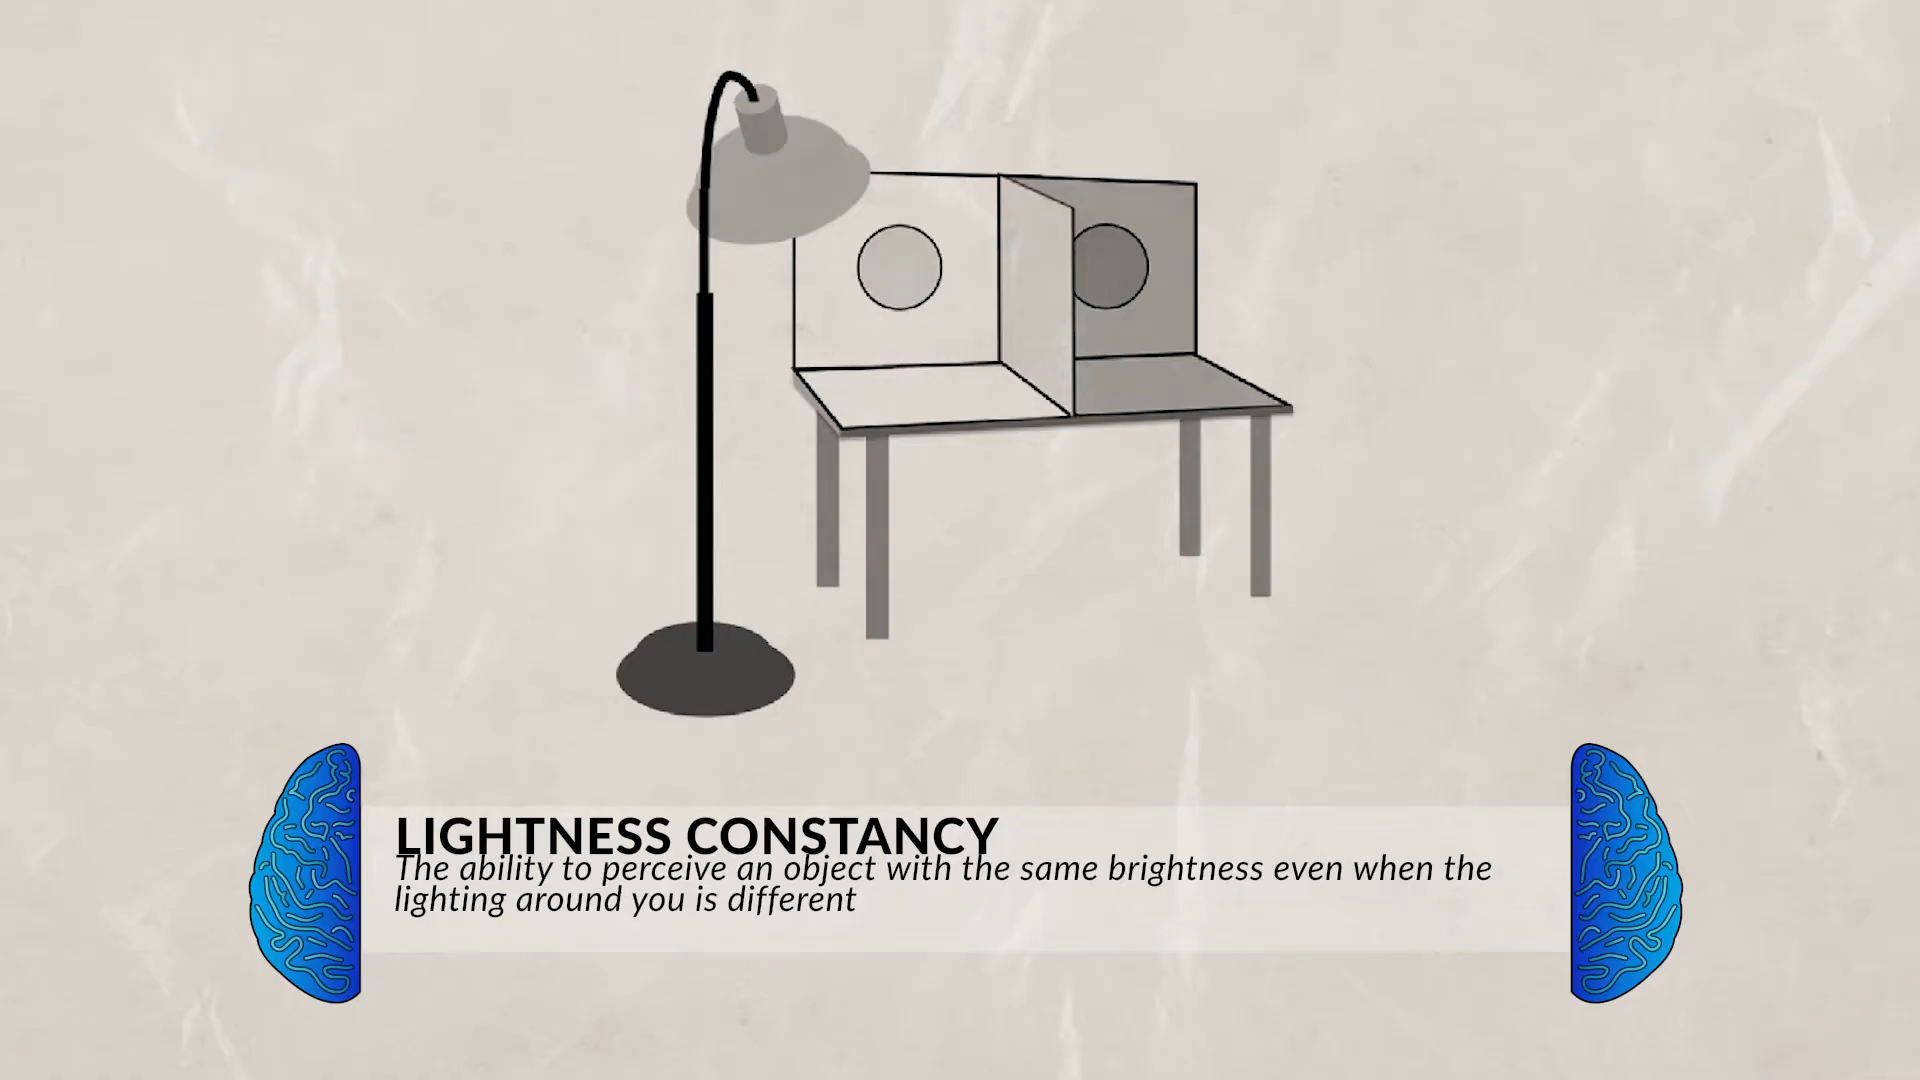 LIGHTNESS CONSTANCY
The ability to perceive an object with the same brightness even when the
lighting around you is different